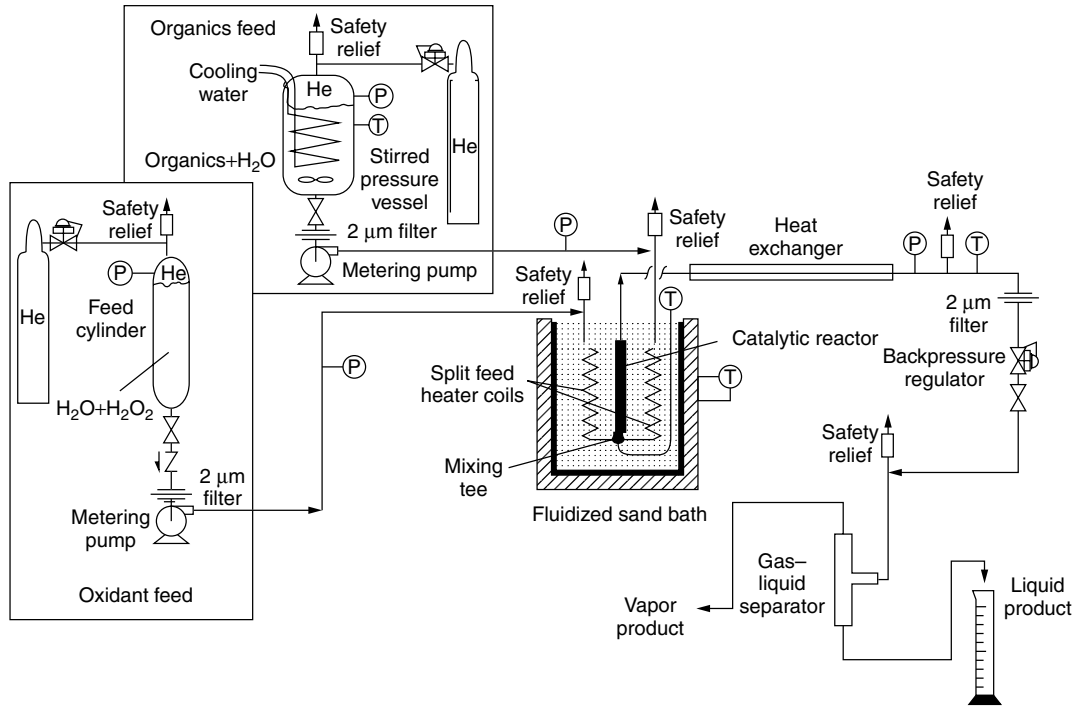 Organics feed
Safety
relief
Cooling
water
He
P
T
He
Organics+H₂O
Stirred
pressure
vessel
2 μm filter
Metering pump
Safety
relief
He
P
He
Feed
cylinder
H₂O+H₂O₂
2 μm
filter
Metering
pump
Oxidant feed
P
P
Safety
relief
Safety
relief
T
Heat
exchanger
Safety
relief
P
T
2 μm
filter
Backpressure
regulator
Catalytic reactor
T
Split feed
heater coils
Mixing
tee
Fluidized sand bath
Safety
relief
Gas–
liquid
separator
Vapor
product
Liquid
product